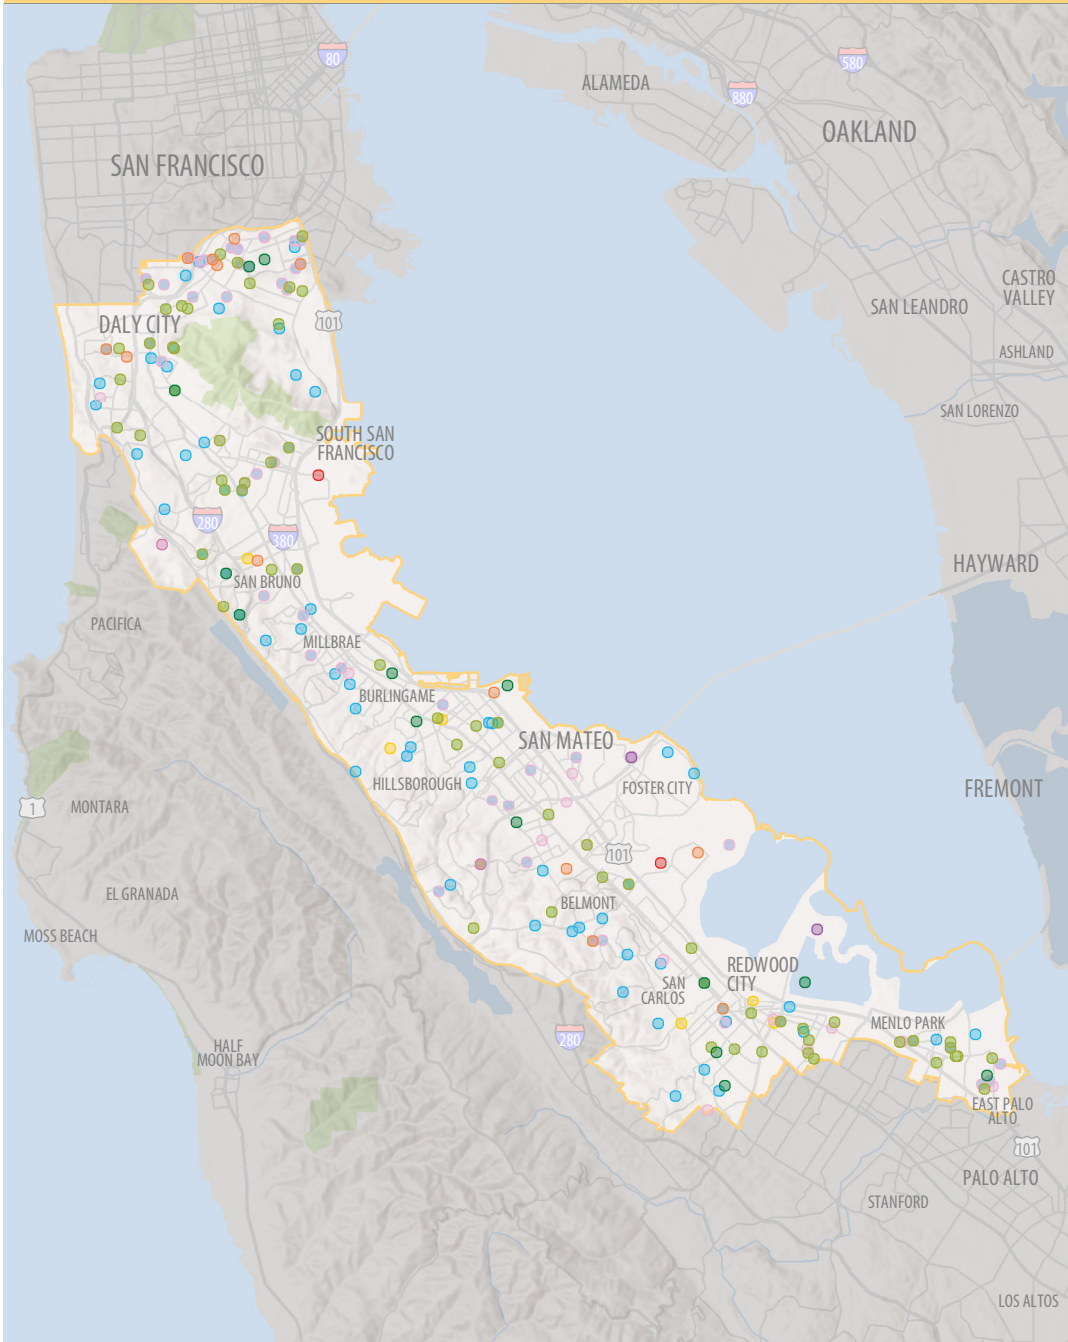 80
580
ALAMEDA
880
OAKLAND
SAN FRANCISCO
CASTRO
VALLEY
SAN LEANDRO
101
DALY CITY
ASHLAND
SAN LORENZO
SOUTH SAN
FRANCISCO
280
380
HAYWARD
SAN BRUNO
PACIFICA
MILLBRAE
BURLINGAME
SAN MATEO
HILLSBOROUGH
FOSTER CITY
FREMONT
1
MONTARA
101
EL GRANADA
BELMONT
MOSS BEACH
REDWOOD
CITY
SAN
CARLOS
MENLO PARK
280
HALF
MOON BAY
EAST PALO
ALTO
101
PALO ALTO
STANFORD
LOS ALTOS